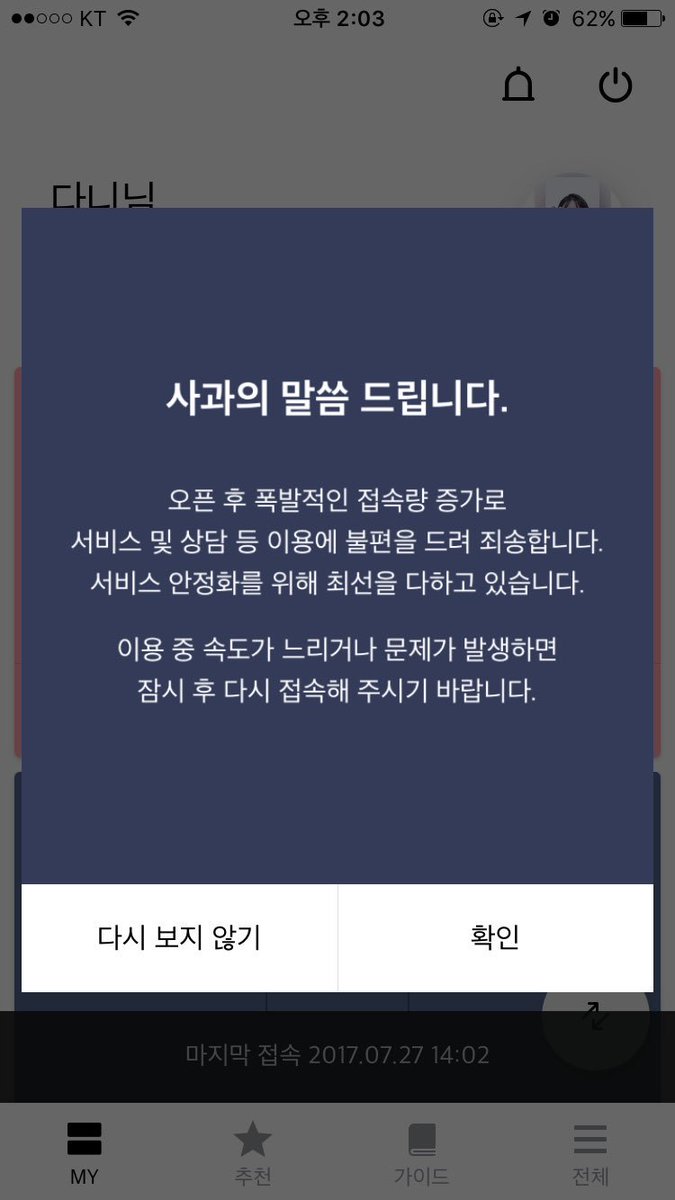 KT 오후 2:03 62%
다니님
사과의 말씀 드립니다.
오픈 후 폭발적인 접속량 증가로
서비스 및 상담 등 이용에 불편을 드려 죄송합니다.
서비스 안정화를 위해 최선을 다하고 있습니다.
이용 중 속도가 느리거나 문제가 발생하면
잠시 후 다시 접속해 주시기 바랍니다.
다시 보지 않기 확인
마지막 접속 2017.07.27 14:02
MY 추천 가이드 전체